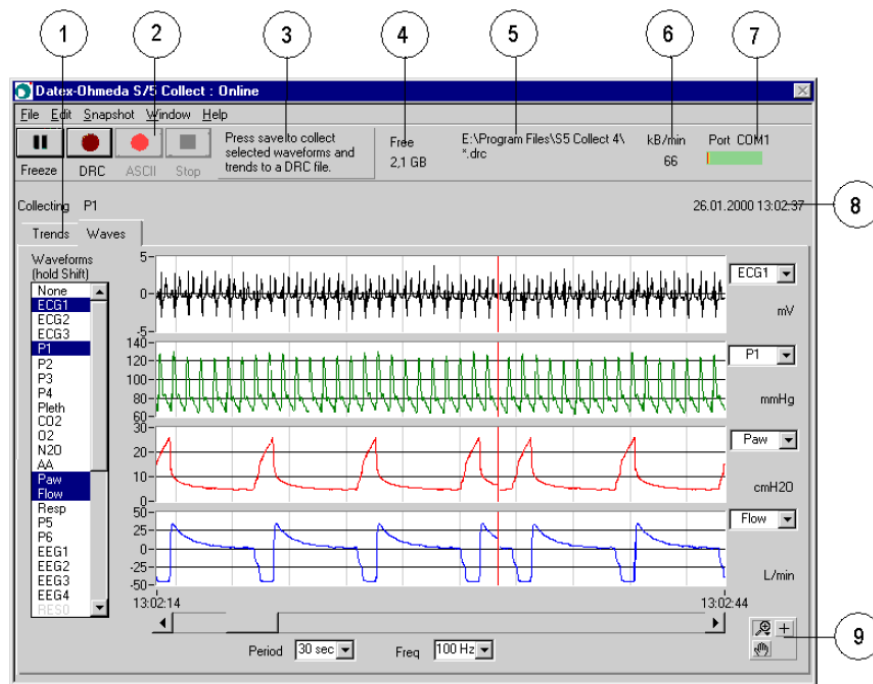 1 2 3 4 5 6 7
Datex-Ohmeda S/5 Collect : Online
File Edit Snapshot Window Help
Freeze DRC ASCII Stop
Press save to collect
selected waveforms and
trends to a DRC file.
Free
2,1 GB
E:\Program Files\S5 Collect 4\
*.drc
kB/min
66
Port COM1
Collecting P1
26.01.2000 13:02:37
8
Trends Waves
Waveforms
(hold Shift)
None
ECG1
ECG2
ECG3
P1
P2
P3
P4
Pleth
CO2
O2
N2O
AA
Paw
Flow
Resp
P5
P6
EEG1
EEG2
EEG3
EEG4
RES0
5
0
-5
ECG1
mV
140
120
100
80
60
P1
mmHg
30
20
10
0
Paw
cmH2O
50
25
0
-25
-50
Flow
L/min
13:02:14 13:02:44
Period 30 sec Freq 100 Hz
9